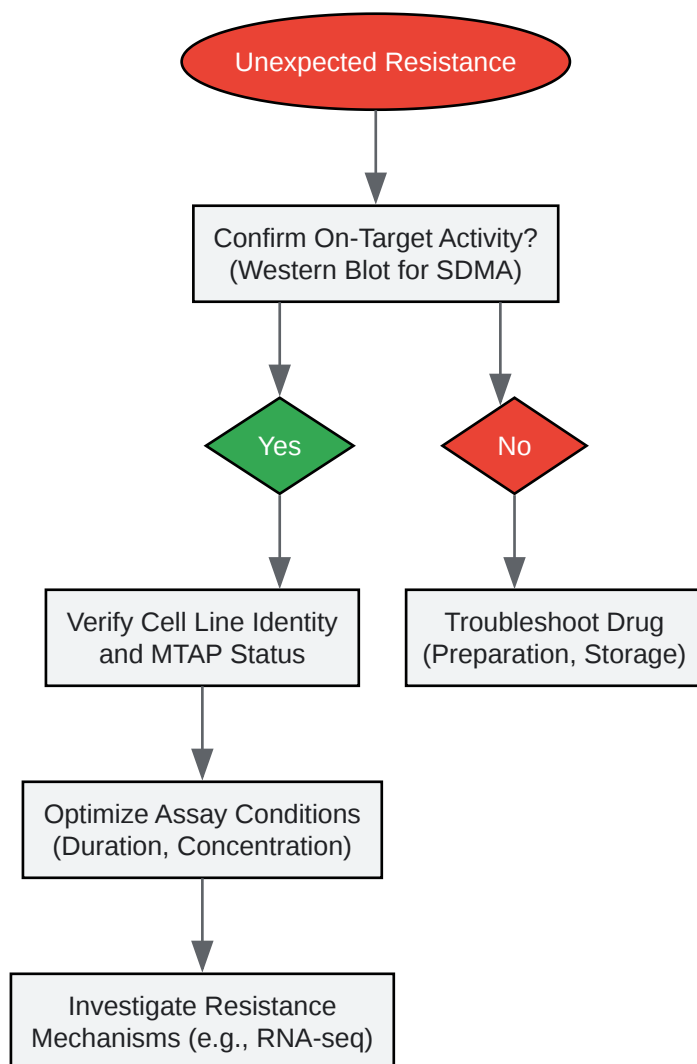 Unexpected Resistance
Confirm On-Target Activity?
(Western Blot for SDMA)
Yes
No
Verify Cell Line Identity
and MTAP Status
Troubleshoot Drug
(Preparation, Storage)
Optimize Assay Conditions
(Duration, Concentration)
Investigate Resistance
Mechanisms (e.g., RNA-seq)